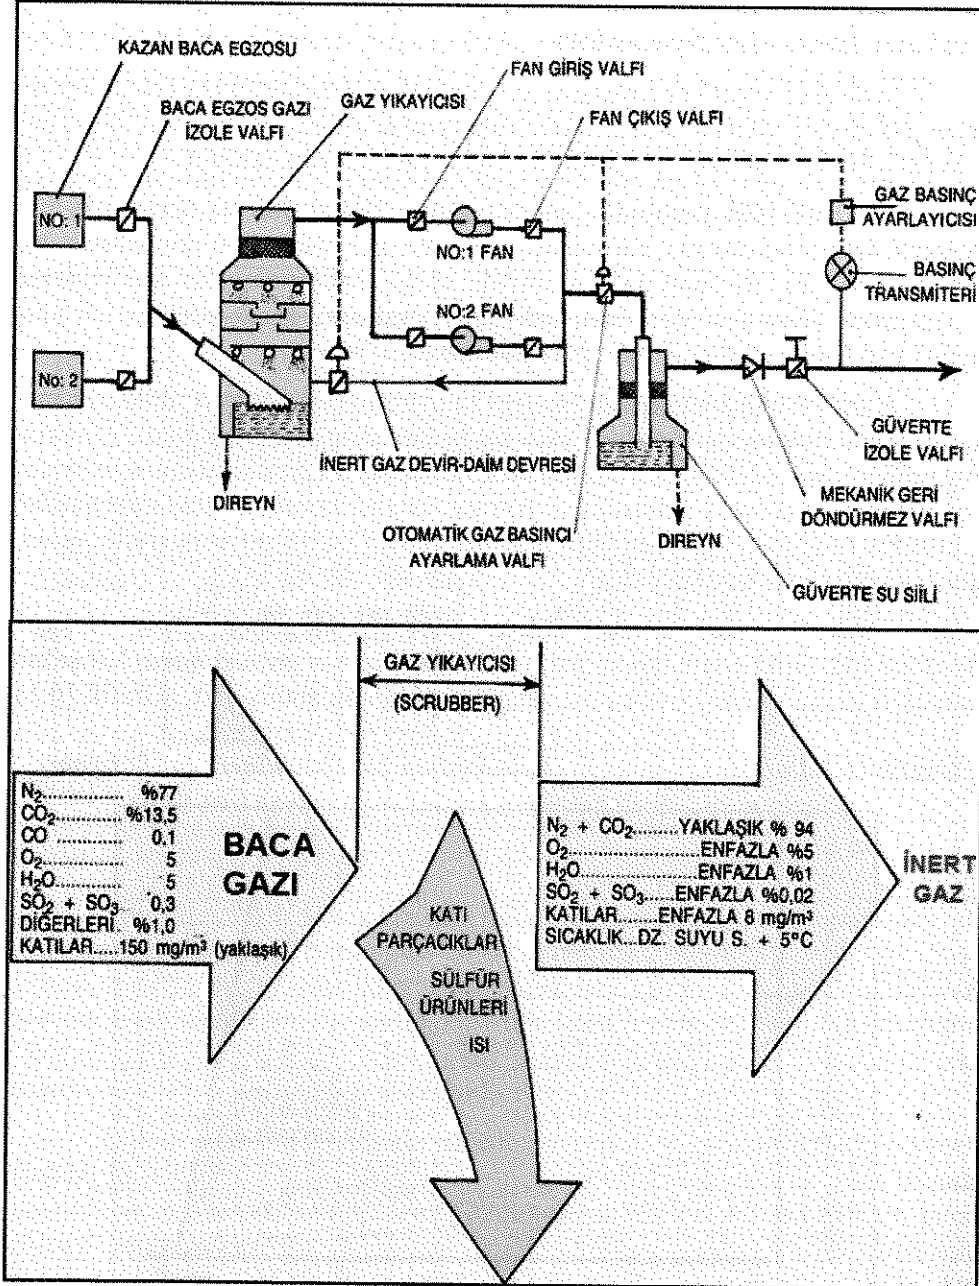 KAZAN BACA EGZOSU
BACA EGZOS GAZI
İZOLE VALFI
GAZ YIKAYICISI
FAN GİRİŞ VALFI
FAN ÇIKIŞ VALFI
GAZ BASINÇ
AYARLAYICISI
BASINÇ
TRANSMİTERİ
NO: 1
NO:1 FAN
NO:2 FAN
No: 2
İNERT GAZ DEVİR-DAİM DEVRESİ
DIREYN
OTOMATİK GAZ BASINCI
AYARLAMA VALFI
DIREYN
GÜVERTE
İZOLE VALFI
MEKANİK GERİ
DÖNDÜRMEZ VALFI
GÜVERTE SU SİİLİ
GAZ YIKAYICISI
(SCRUBBER)
N₂.............. %77
CO₂............%13,5
CO .............. 0,1
O₂................ 5
H₂O............. 5
SO₂ + SO₃ 0,3
DİĞERLERİ. %1,0
KATILAR.....150 mg/m³ (yaklaşık)
BACA
GAZI
KATI
PARÇACIKLAR
SÜLFÜR
ÜRÜNLERİ
ISI
N₂ + CO₂........YAKLAŞIK % 94
O₂.......................ENFAZLA %5
H₂O.....................ENFAZLA %1
SO₂ + SO₃....ENFAZLA %0,02
KATILAR........ENFAZLA 8 mg/m³
SICAKLIK...DZ. SUYU S. + 5°C
İNERT
GAZ